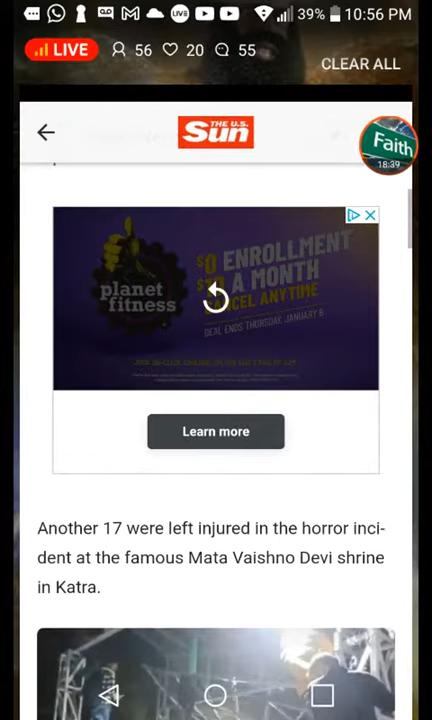 39% 10:56 PM
LIVE 56 20 55
CLEAR ALL
THE U.S.
Sun
Faith
18:39
planet
fitness
$0 ENROLLMENT
A MONTH
CANCEL ANYTIME
DEAL ENDS THURSDAY, JANUARY 6
Learn more
Another 17 were left injured in the horror inci-
dent at the famous Mata Vaishno Devi shrine
in Katra.